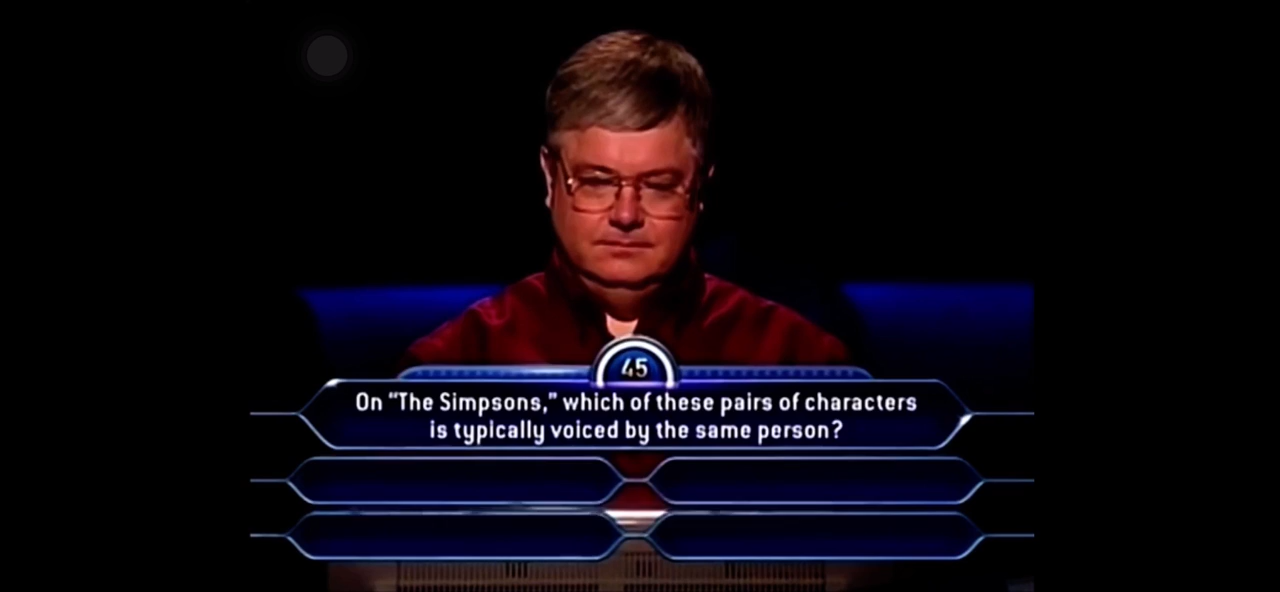 45
On “The Simpsons,” which of these pairs of characters
is typically voiced by the same person?